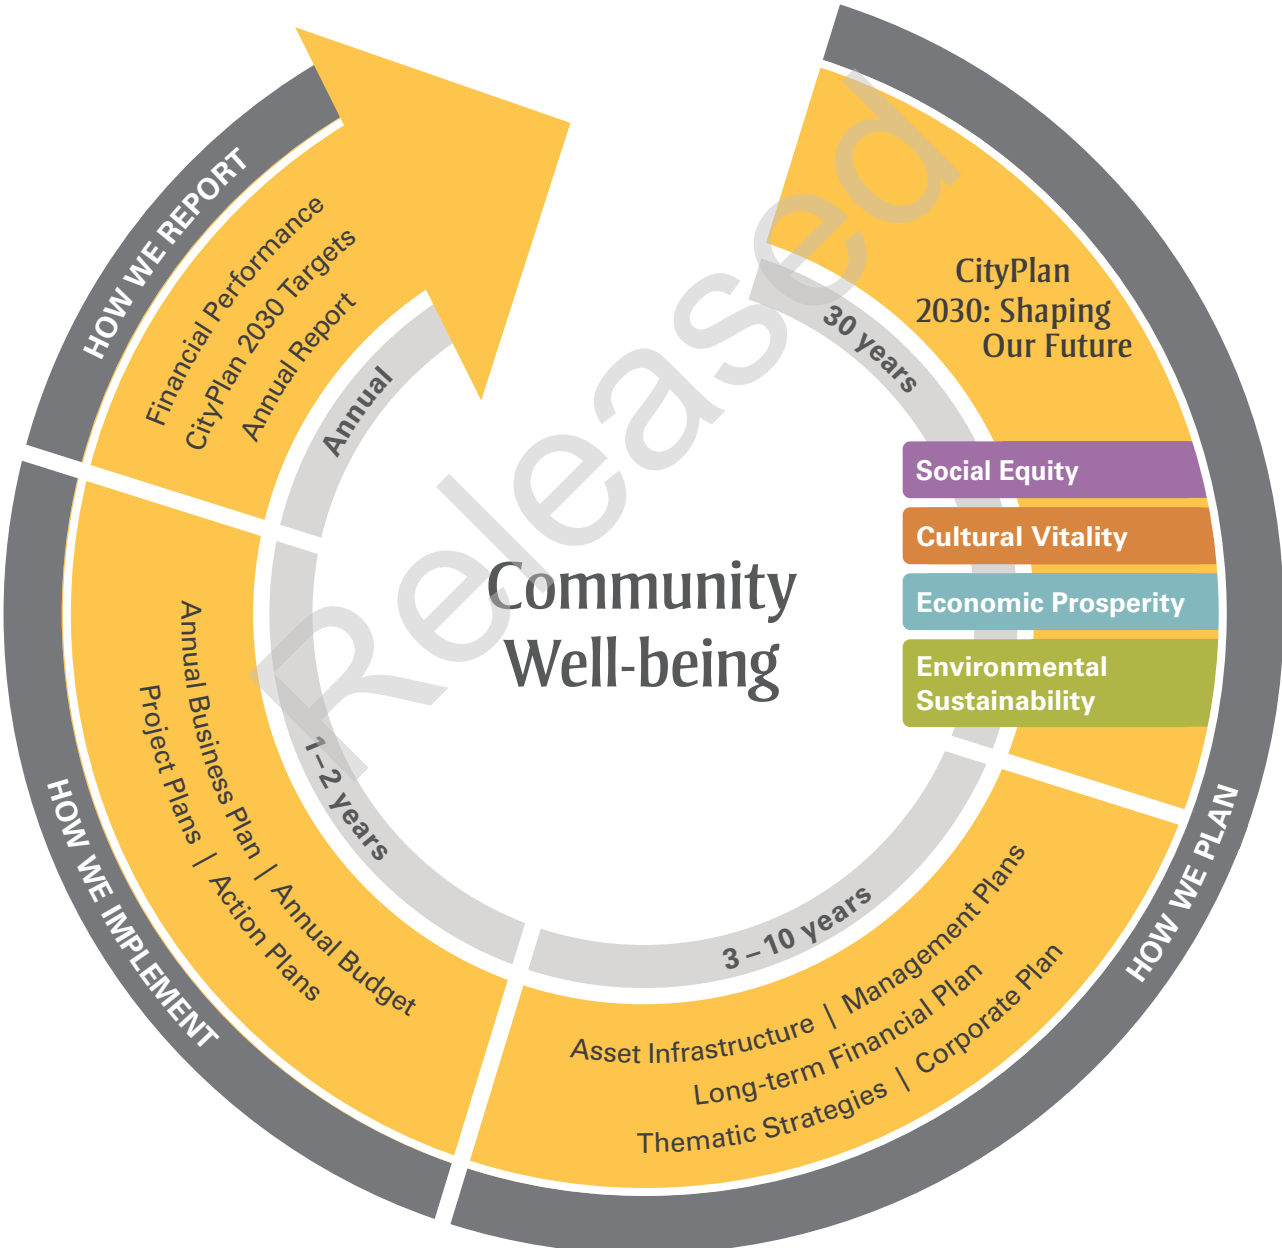 CityPlan
2030: Shaping
Our Future
30 years
Social Equity
Cultural Vitality
Economic Prosperity
Environmental
Sustainability
HOW WE PLAN
3–10 years
Asset Infrastructure | Management Plans
Long-term Financial Plan
Thematic Strategies | Corporate Plan
HOW WE IMPLEMENT
1–2 years
Annual Business Plan | Annual Budget
Project Plans | Action Plans
HOW WE REPORT
Financial Performance
CityPlan 2030 Targets
Annual Report
Annual
Community
Well-being
Released